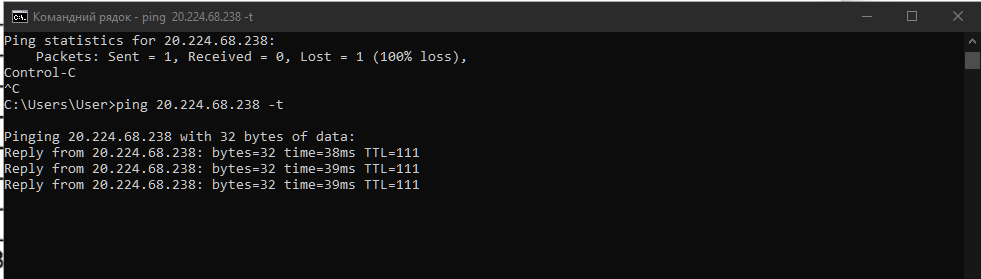 Командний рядок - ping 20.224.68.238 -t
Ping statistics for 20.224.68.238:
    Packets: Sent = 1, Received = 0, Lost = 1 (100% loss),
Control-C
^C
C:\Users\User>ping 20.224.68.238 -t

Pinging 20.224.68.238 with 32 bytes of data:
Reply from 20.224.68.238: bytes=32 time=38ms TTL=111
Reply from 20.224.68.238: bytes=32 time=39ms TTL=111
Reply from 20.224.68.238: bytes=32 time=39ms TTL=111